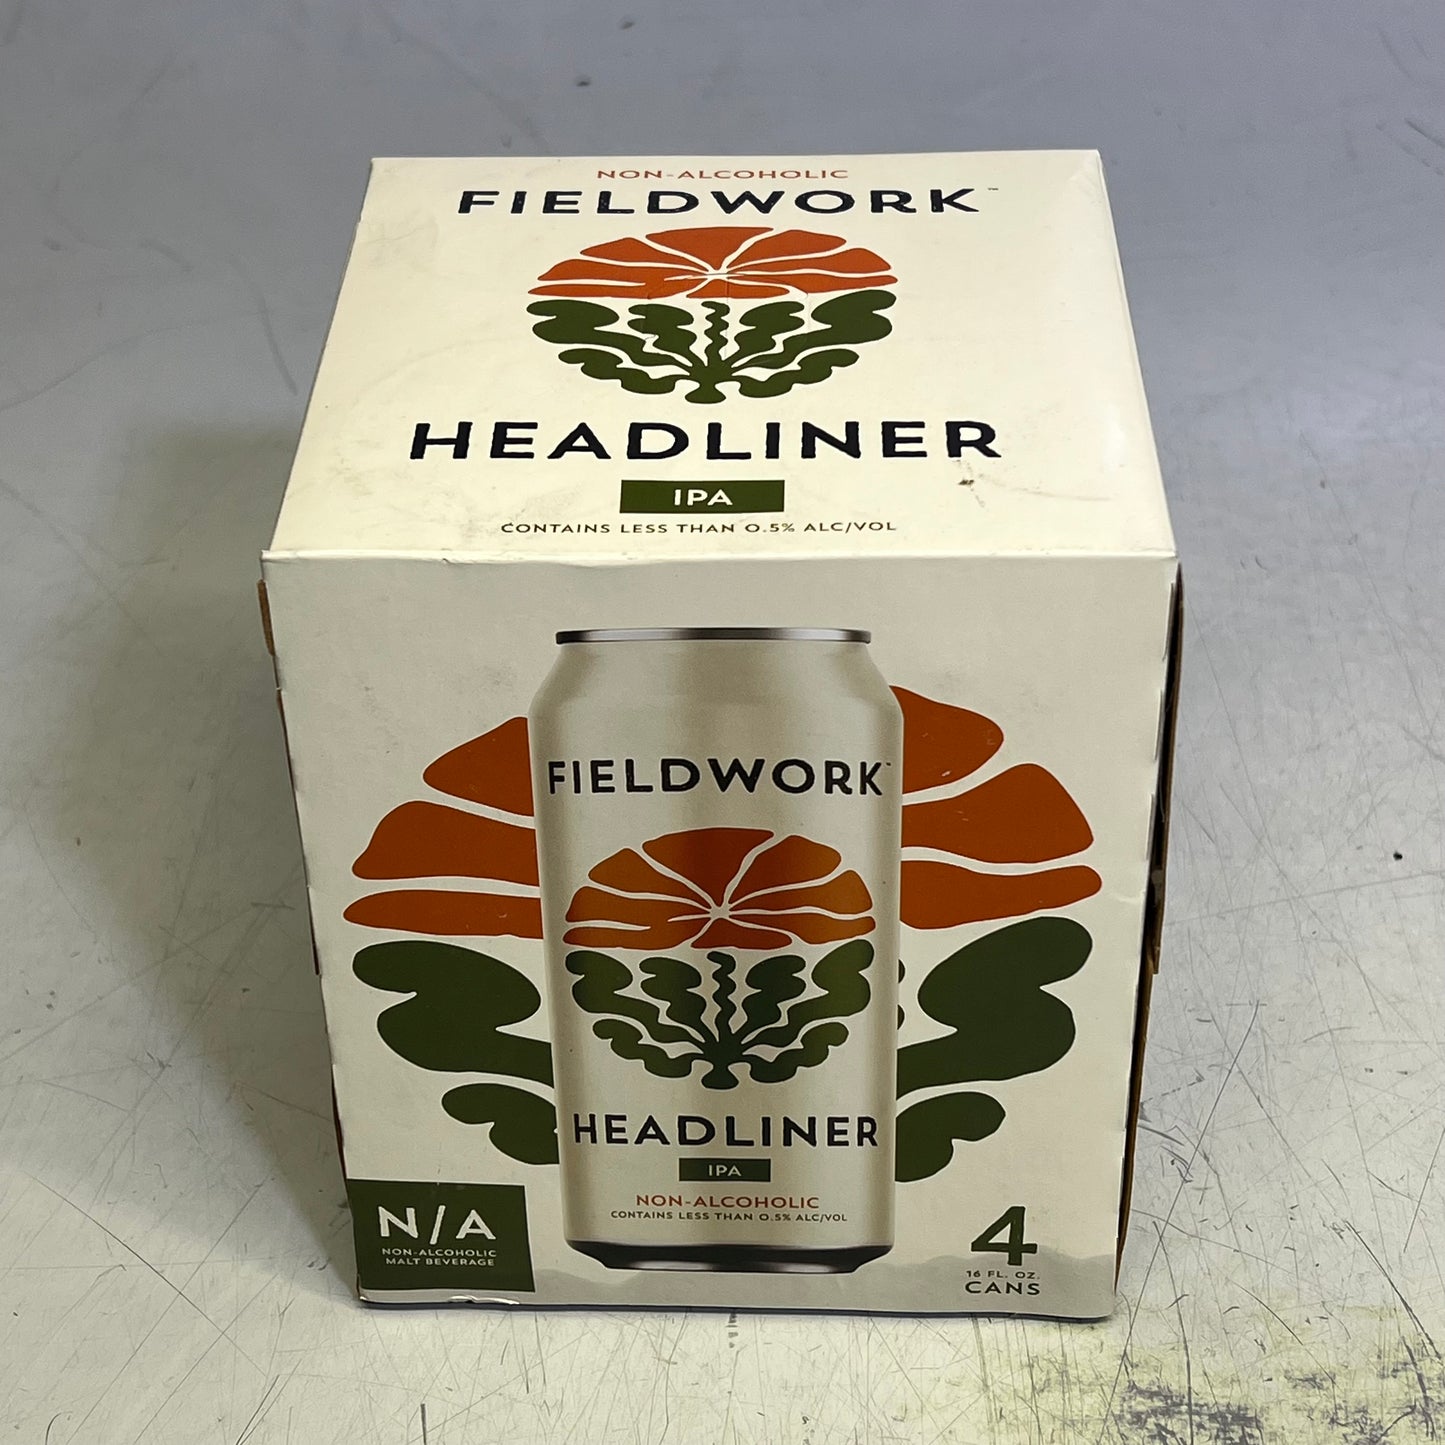 NON-ALCOHOLIC
FIELDWORK™
HEADLINER
IPA
CONTAINS LESS THAN 0.5% ALC/VOL
FIELDWORK™
HEADLINER
IPA
NON-ALCOHOLIC
CONTAINS LESS THAN 0.5% ALC/VOL
N/A
NON-ALCOHOLIC
MALT BEVERAGE
4
16 FL. OZ.
CANS